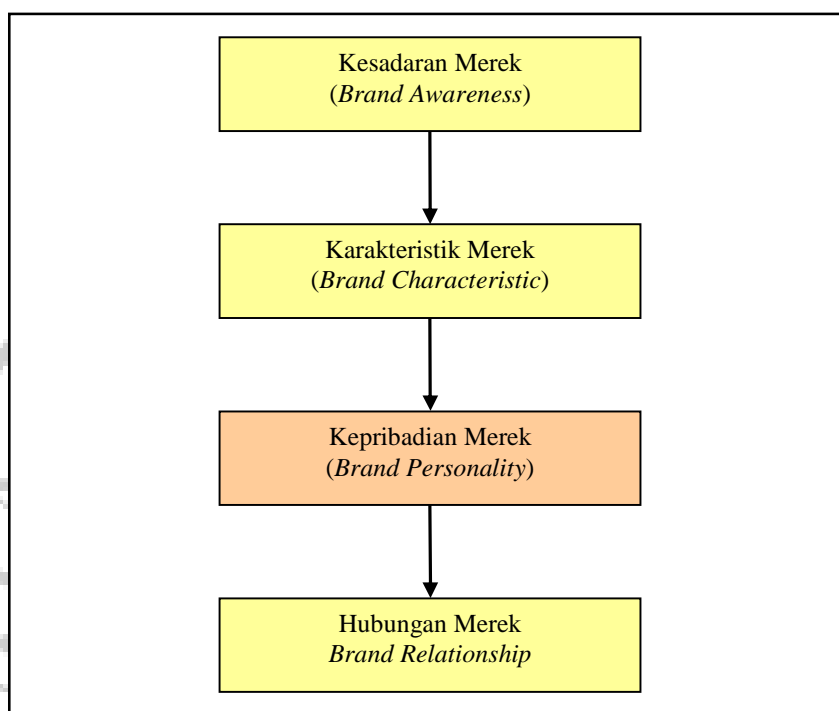 Kesadaran Merek
(Brand Awareness)
Karakteristik Merek
(Brand Characteristic)
Kepribadian Merek
(Brand Personality)
Hubungan Merek
Brand Relationship